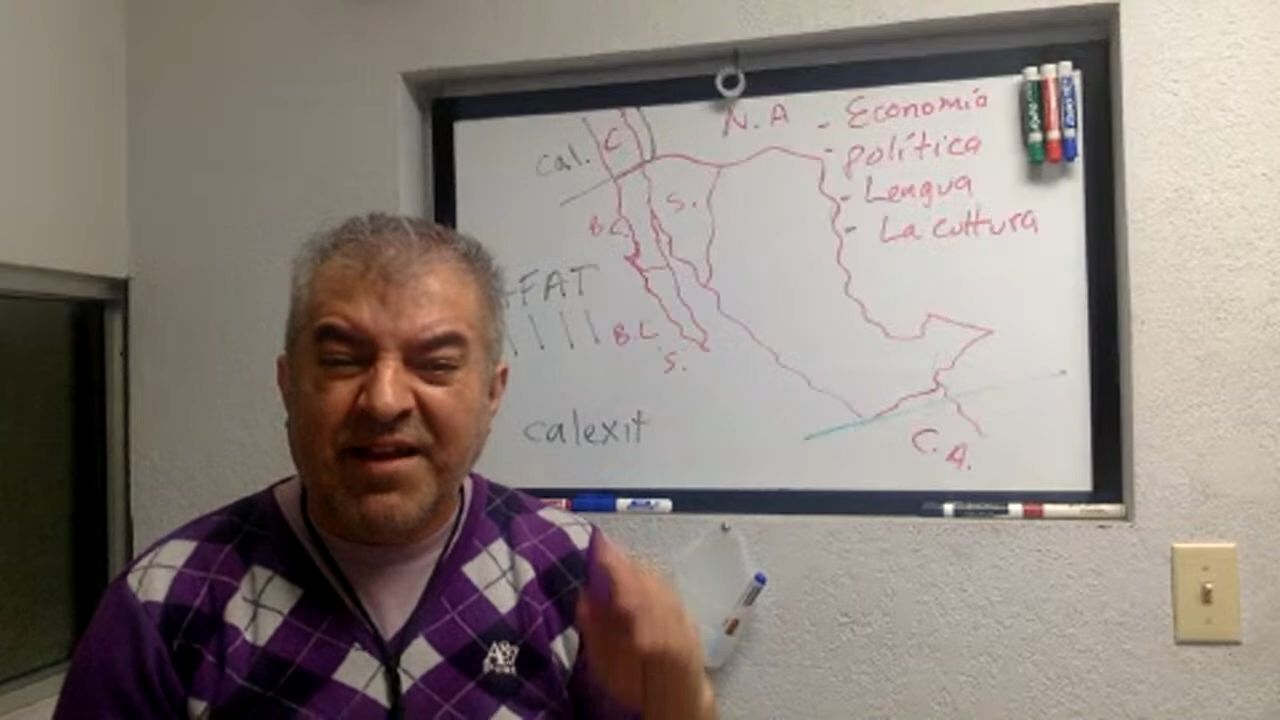 N.A
- Economía
- política
- Lengua
- La cultura
Cal.
C
B C
S.
FAT
B C
S.
calexit
C. A.